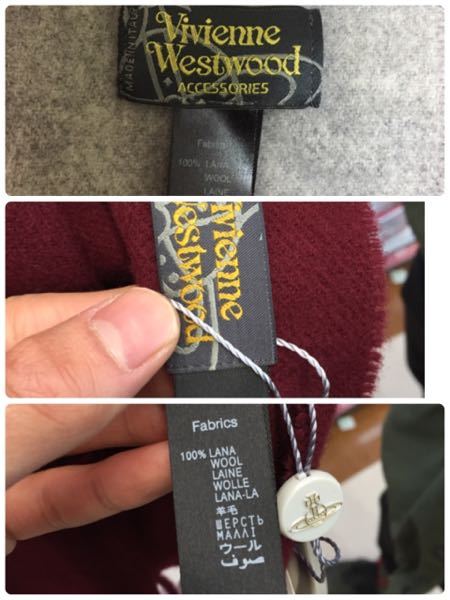 MADE IN ITALY
Vivienne
Westwood
ACCESSORIES
Fabrics
100% LANA
WOOL
LAINE
Vivienne
Westwood
Fabrics
100% LANA
WOOL
LAINE
WOLLE
LANA-LA
羊毛
ШЕРСТЬ
ΜΑΛΛΙ
ウール
صوف